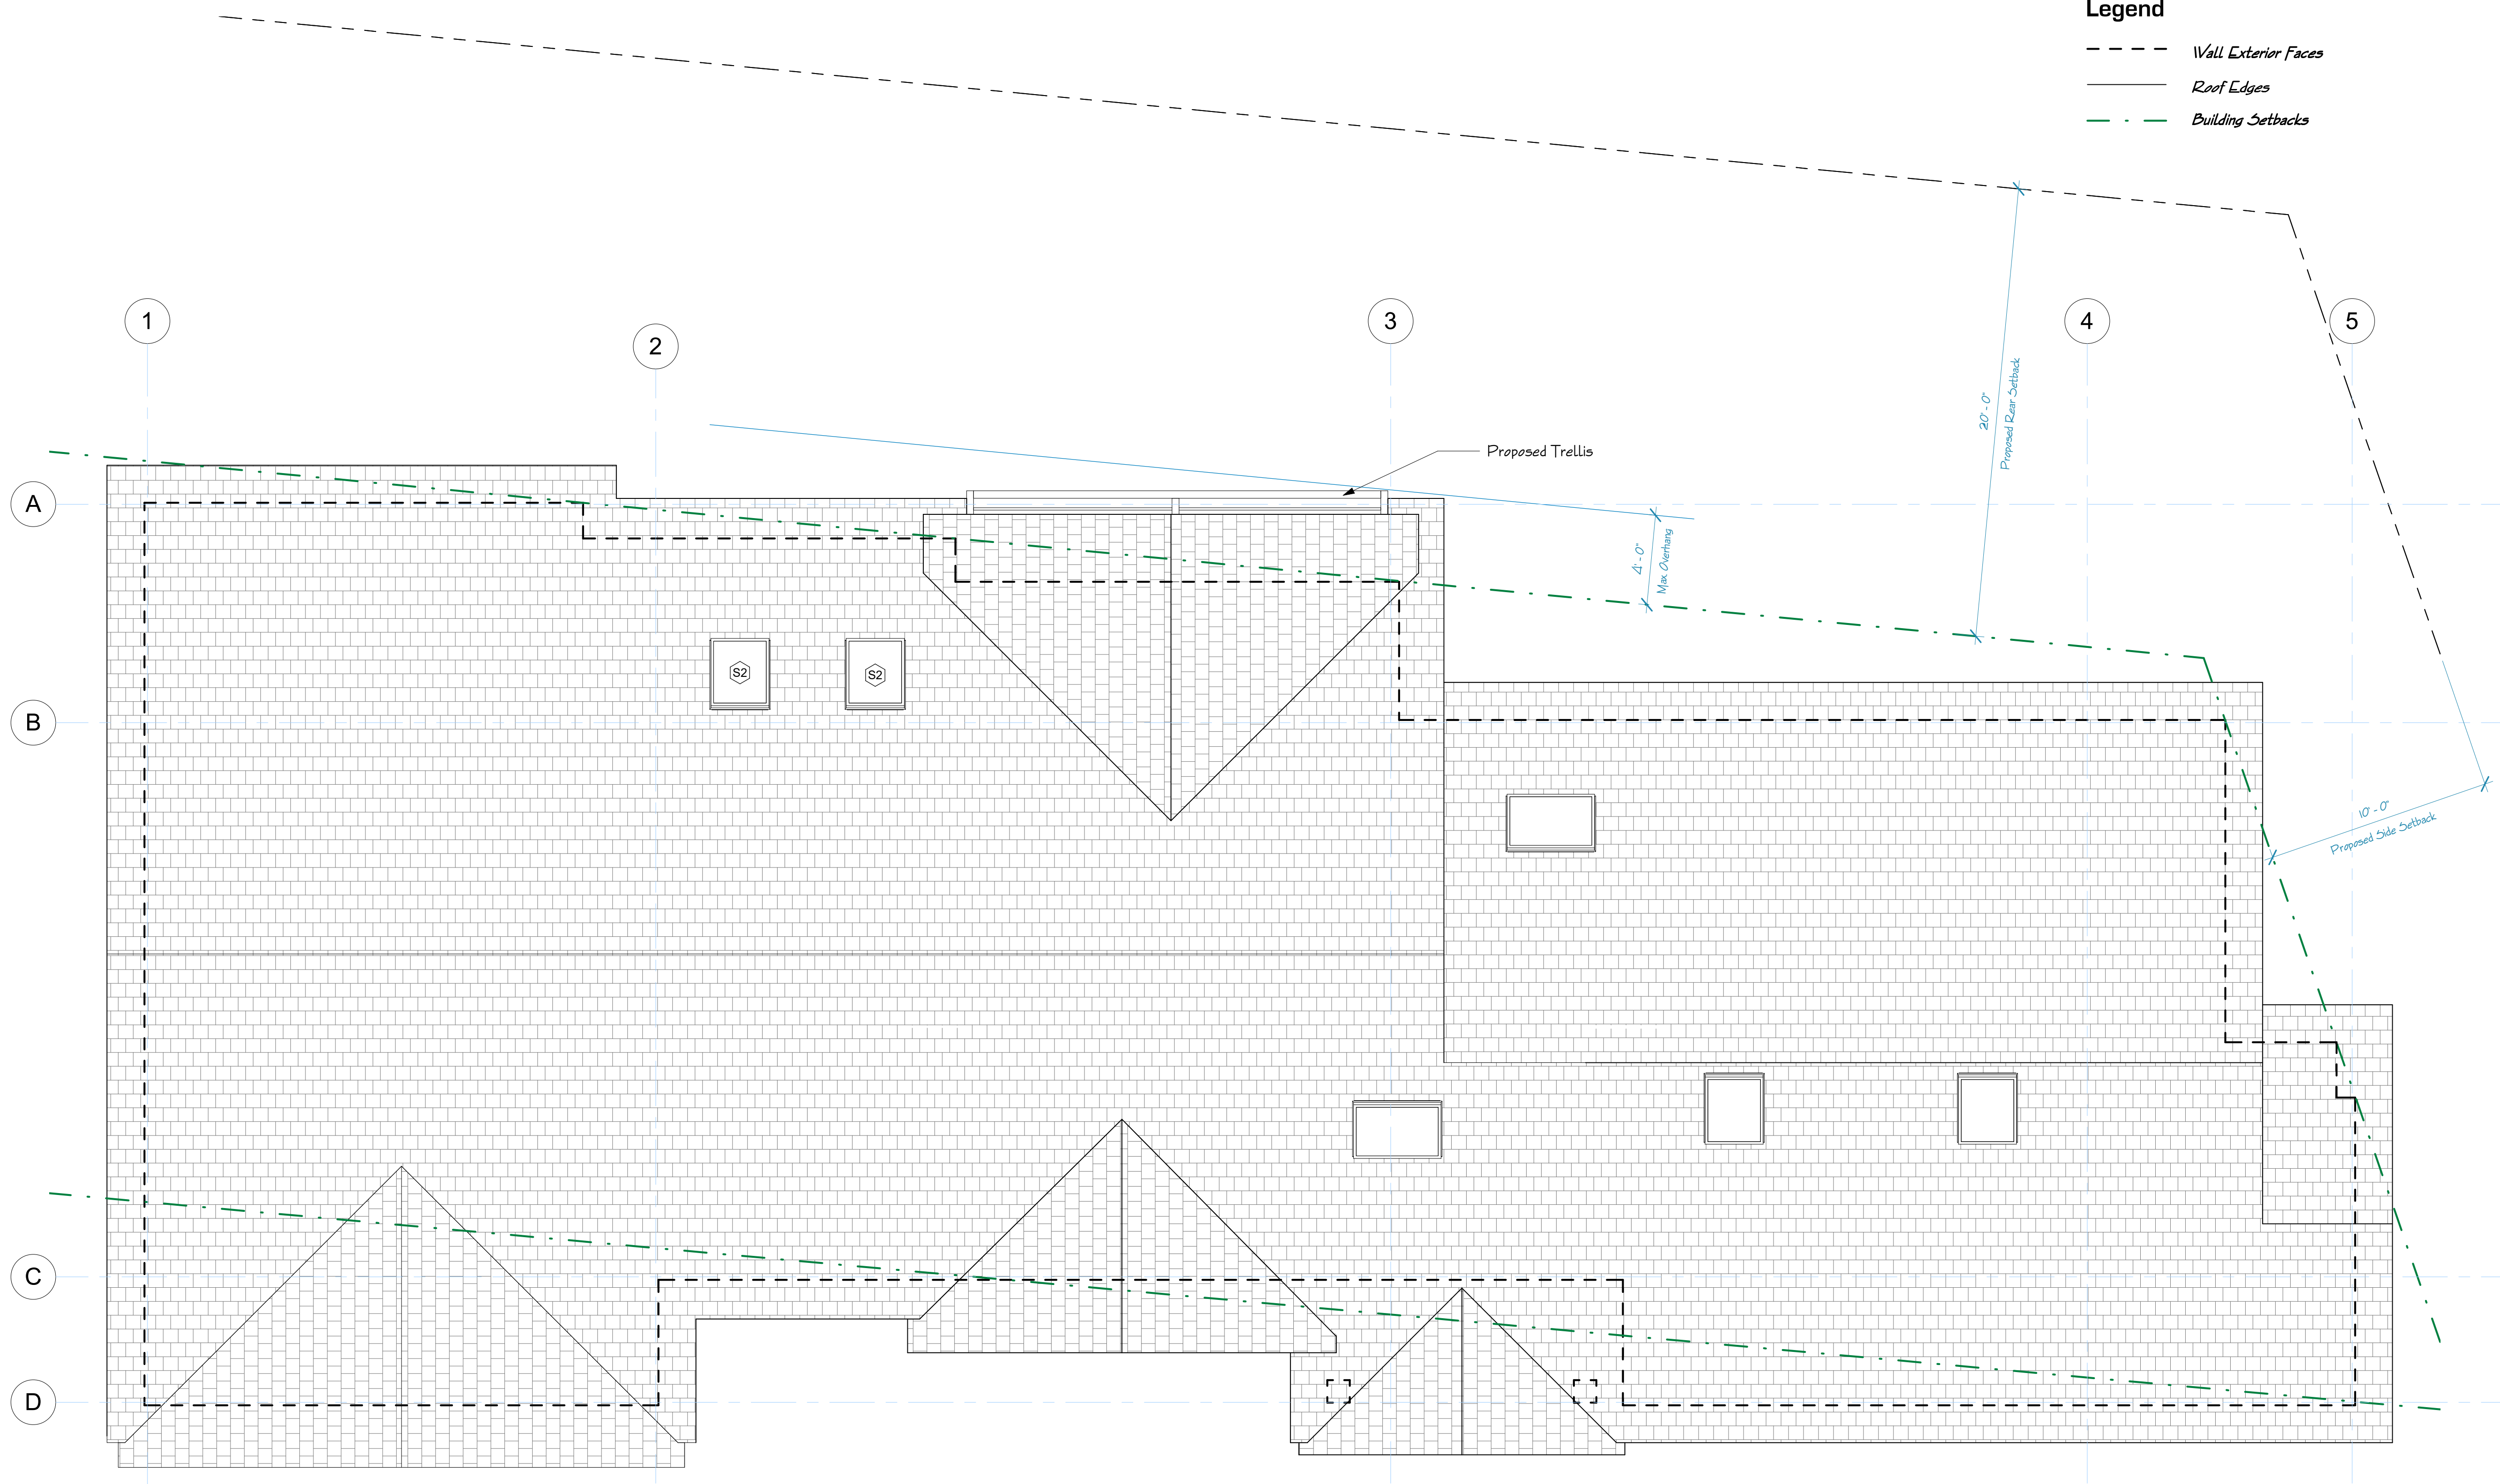 Legend
Wall Exterior Faces
Roof Edges
Building Setbacks
1
2
3
4
5
20' - 0"
Proposed Rear Setback
Proposed Trellis
A
4' - 0"
Max Overhang
S2
S2
B
10' - 0"
Proposed Side Setback
C
D